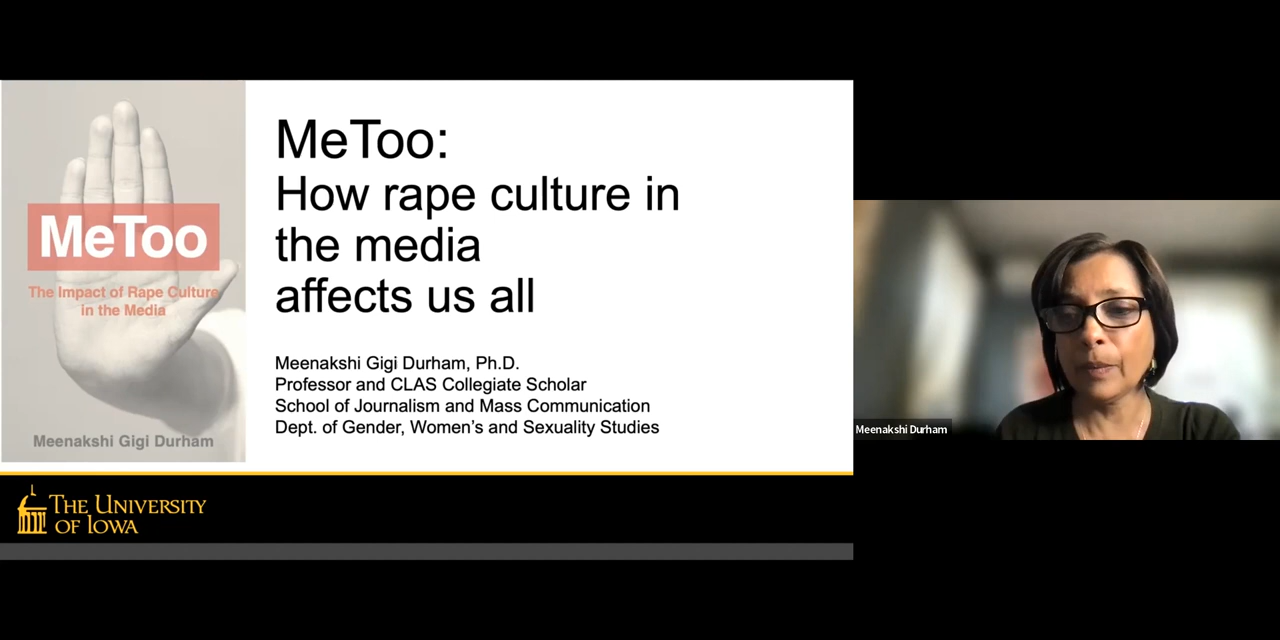 MeToo
The Impact of Rape Culture
in the Media
Meenakshi Gigi Durham
MeToo:
How rape culture in
the media
affects us all
Meenakshi Gigi Durham, Ph.D.
Professor and CLAS Collegiate Scholar
School of Journalism and Mass Communication
Dept. of Gender, Women's and Sexuality Studies
THE UNIVERSITY
OF IOWA
Meenakshi Durham